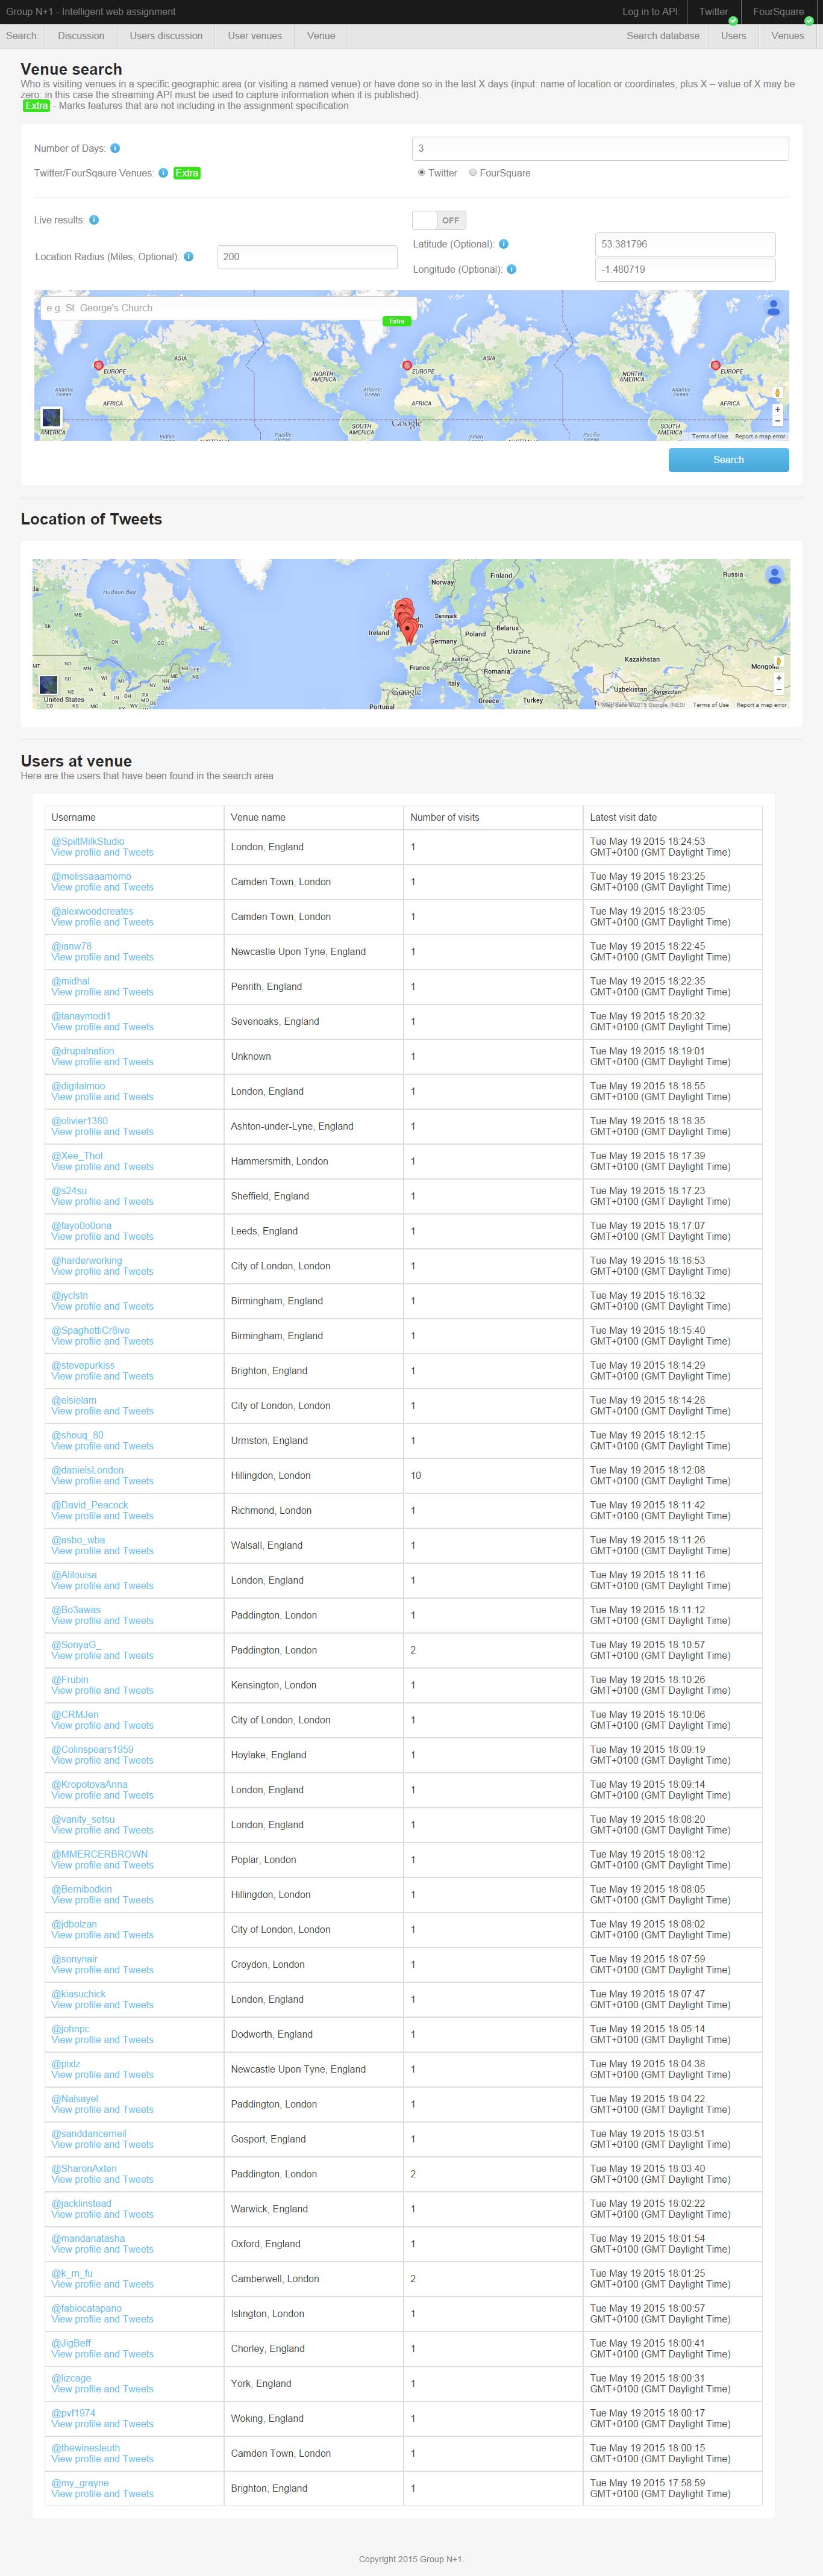 Group N+1 - Intelligent web assignment
Log in to API: Twitter FourSquare
Search: Discussion Users discussion User venues Venue
Search database: Users Venues
Venue search
Who is visiting venues in a specific geographic area (or visiting a named venue) or have done so in the last X days (input: name of location or coordinates, plus X – value of X may be
zero: in this case the streaming API must be used to capture information when it is published).
Extra - Marks features that are not including in the assignment specification
Number of Days:
3
Twitter/FourSqaure Venues: Extra
Twitter FourSquare
Live results:
OFF
Location Radius (Miles, Optional):
200
Latitude (Optional):
53.381796
Longitude (Optional):
-1.480719
e.g. St. George's Church
Extra
ASIA
NORTH
AMERICA
ASIA
NORTH
AMERICA
EUROPE
EUROPE
EUROPE
Atlantic
Ocean
Atlantic
Ocean
Atlantic
Ocean
AFRICA
AFRICA
AFRICA
SOUTH
AMERICA
SOUTH
AMERICA
AMERICA
Indian
Pacific
Indian
Pacific
Google
Terms of Use Report a map error
Search
Location of Tweets
Hudson Bay
Norway
Finland
Russia
Denmark
Ireland
Belarus
Poland
Germany
Ukraine
Kazakhstan
France
Austria
Romania
Italy
Uzbekistan
Kyrgyzstan
Portugal
Greece
Turkey
United States
AB
SK
MB
ON
QC
NL
MT
ND
MN
SD
WI
NE
IA
IL
IN
OH
PA
NB
PE
NS
ME
CO
KS
MO
KY
WV
VA
Google
Map data ©2015 Google, INEGI Terms of Use Report a map error
Users at venue
Here are the users that have been found in the search area
Username Venue name Number of visits Latest visit date
@SpiltMilkStudio
View profile and Tweets
London, England
1
Tue May 19 2015 18:24:53
GMT+0100 (GMT Daylight Time)
@melissaaamomo
View profile and Tweets
Camden Town, London
1
Tue May 19 2015 18:23:25
GMT+0100 (GMT Daylight Time)
@alexwoodcreates
View profile and Tweets
Camden Town, London
1
Tue May 19 2015 18:23:05
GMT+0100 (GMT Daylight Time)
@ianw78
View profile and Tweets
Newcastle Upon Tyne, England
1
Tue May 19 2015 18:22:45
GMT+0100 (GMT Daylight Time)
@midhal
View profile and Tweets
Penrith, England
1
Tue May 19 2015 18:22:35
GMT+0100 (GMT Daylight Time)
@tanaymodi1
View profile and Tweets
Sevenoaks, England
1
Tue May 19 2015 18:20:32
GMT+0100 (GMT Daylight Time)
@drupalnation
View profile and Tweets
Unknown
1
Tue May 19 2015 18:19:01
GMT+0100 (GMT Daylight Time)
@digitalmoo
View profile and Tweets
London, England
1
Tue May 19 2015 18:18:55
GMT+0100 (GMT Daylight Time)
@olivier1380
View profile and Tweets
Ashton-under-Lyne, England
1
Tue May 19 2015 18:18:35
GMT+0100 (GMT Daylight Time)
@Xee_Thot
View profile and Tweets
Hammersmith, London
1
Tue May 19 2015 18:17:39
GMT+0100 (GMT Daylight Time)
@s24su
View profile and Tweets
Sheffield, England
1
Tue May 19 2015 18:17:23
GMT+0100 (GMT Daylight Time)
@fayo0o0ona
View profile and Tweets
Leeds, England
1
Tue May 19 2015 18:17:07
GMT+0100 (GMT Daylight Time)
@harderworking
View profile and Tweets
City of London, London
1
Tue May 19 2015 18:16:53
GMT+0100 (GMT Daylight Time)
@jyclstn
View profile and Tweets
Birmingham, England
1
Tue May 19 2015 18:16:32
GMT+0100 (GMT Daylight Time)
@SpaghettiCr8ive
View profile and Tweets
Birmingham, England
1
Tue May 19 2015 18:15:40
GMT+0100 (GMT Daylight Time)
@stevepurkiss
View profile and Tweets
Brighton, England
1
Tue May 19 2015 18:14:29
GMT+0100 (GMT Daylight Time)
@elsielam
View profile and Tweets
City of London, London
1
Tue May 19 2015 18:14:28
GMT+0100 (GMT Daylight Time)
@shouq_80
View profile and Tweets
Urmston, England
1
Tue May 19 2015 18:12:15
GMT+0100 (GMT Daylight Time)
@danielsLondon
View profile and Tweets
Hillingdon, London
10
Tue May 19 2015 18:12:08
GMT+0100 (GMT Daylight Time)
@David_Peacock
View profile and Tweets
Richmond, London
1
Tue May 19 2015 18:11:42
GMT+0100 (GMT Daylight Time)
@asbo_wba
View profile and Tweets
Walsall, England
1
Tue May 19 2015 18:11:26
GMT+0100 (GMT Daylight Time)
@Alilouisa
View profile and Tweets
London, England
1
Tue May 19 2015 18:11:16
GMT+0100 (GMT Daylight Time)
@Bo3awas
View profile and Tweets
Paddington, London
1
Tue May 19 2015 18:11:12
GMT+0100 (GMT Daylight Time)
@SonyaG_
View profile and Tweets
Paddington, London
2
Tue May 19 2015 18:10:57
GMT+0100 (GMT Daylight Time)
@Frubin
View profile and Tweets
Kensington, London
1
Tue May 19 2015 18:10:26
GMT+0100 (GMT Daylight Time)
@CRMJen
View profile and Tweets
City of London, London
1
Tue May 19 2015 18:10:06
GMT+0100 (GMT Daylight Time)
@Colinspears1959
View profile and Tweets
Hoylake, England
1
Tue May 19 2015 18:09:19
GMT+0100 (GMT Daylight Time)
@KropotovaAnna
View profile and Tweets
London, England
1
Tue May 19 2015 18:09:14
GMT+0100 (GMT Daylight Time)
@vanity_setsu
View profile and Tweets
London, England
1
Tue May 19 2015 18:08:20
GMT+0100 (GMT Daylight Time)
@MMERCERBROWN
View profile and Tweets
Poplar, London
1
Tue May 19 2015 18:08:12
GMT+0100 (GMT Daylight Time)
@Bernibodkin
View profile and Tweets
Hillingdon, London
1
Tue May 19 2015 18:08:05
GMT+0100 (GMT Daylight Time)
@jdbolzan
View profile and Tweets
City of London, London
1
Tue May 19 2015 18:08:02
GMT+0100 (GMT Daylight Time)
@sonynair
View profile and Tweets
Croydon, London
1
Tue May 19 2015 18:07:59
GMT+0100 (GMT Daylight Time)
@kiasuchick
View profile and Tweets
London, England
1
Tue May 19 2015 18:07:47
GMT+0100 (GMT Daylight Time)
@johnpc
View profile and Tweets
Dodworth, England
1
Tue May 19 2015 18:05:14
GMT+0100 (GMT Daylight Time)
@pixlz
View profile and Tweets
Newcastle Upon Tyne, England
1
Tue May 19 2015 18:04:38
GMT+0100 (GMT Daylight Time)
@Nalsayel
View profile and Tweets
Paddington, London
1
Tue May 19 2015 18:04:22
GMT+0100 (GMT Daylight Time)
@sanddancerneil
View profile and Tweets
Gosport, England
1
Tue May 19 2015 18:03:51
GMT+0100 (GMT Daylight Time)
@SharonAxten
View profile and Tweets
Paddington, London
2
Tue May 19 2015 18:03:40
GMT+0100 (GMT Daylight Time)
@jacklinstead
View profile and Tweets
Warwick, England
1
Tue May 19 2015 18:02:22
GMT+0100 (GMT Daylight Time)
@mandanatasha
View profile and Tweets
Oxford, England
1
Tue May 19 2015 18:01:54
GMT+0100 (GMT Daylight Time)
@k_m_fu
View profile and Tweets
Camberwell, London
2
Tue May 19 2015 18:01:25
GMT+0100 (GMT Daylight Time)
@fabiocatapano
View profile and Tweets
Islington, London
1
Tue May 19 2015 18:00:57
GMT+0100 (GMT Daylight Time)
@JigBeff
View profile and Tweets
Chorley, England
1
Tue May 19 2015 18:00:41
GMT+0100 (GMT Daylight Time)
@lizcage
View profile and Tweets
York, England
1
Tue May 19 2015 18:00:31
GMT+0100 (GMT Daylight Time)
@pvf1974
View profile and Tweets
Woking, England
1
Tue May 19 2015 18:00:17
GMT+0100 (GMT Daylight Time)
@thewinesleuth
View profile and Tweets
Camden Town, London
1
Tue May 19 2015 18:00:15
GMT+0100 (GMT Daylight Time)
@my_grayne
View profile and Tweets
Brighton, England
1
Tue May 19 2015 17:58:59
GMT+0100 (GMT Daylight Time)
Copyright 2015 Group N+1.